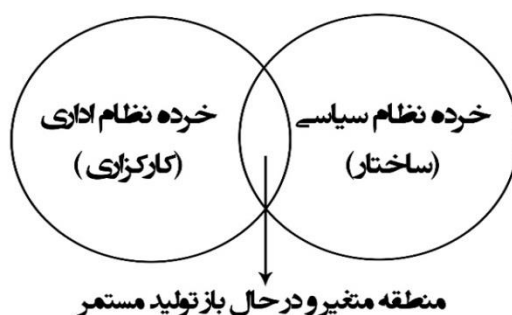 خرده نظام سیاسی
(ساختار)
خرده نظام اداری
(کارکزاری)
منطقه متغیر و در حال باز تولید مستمر